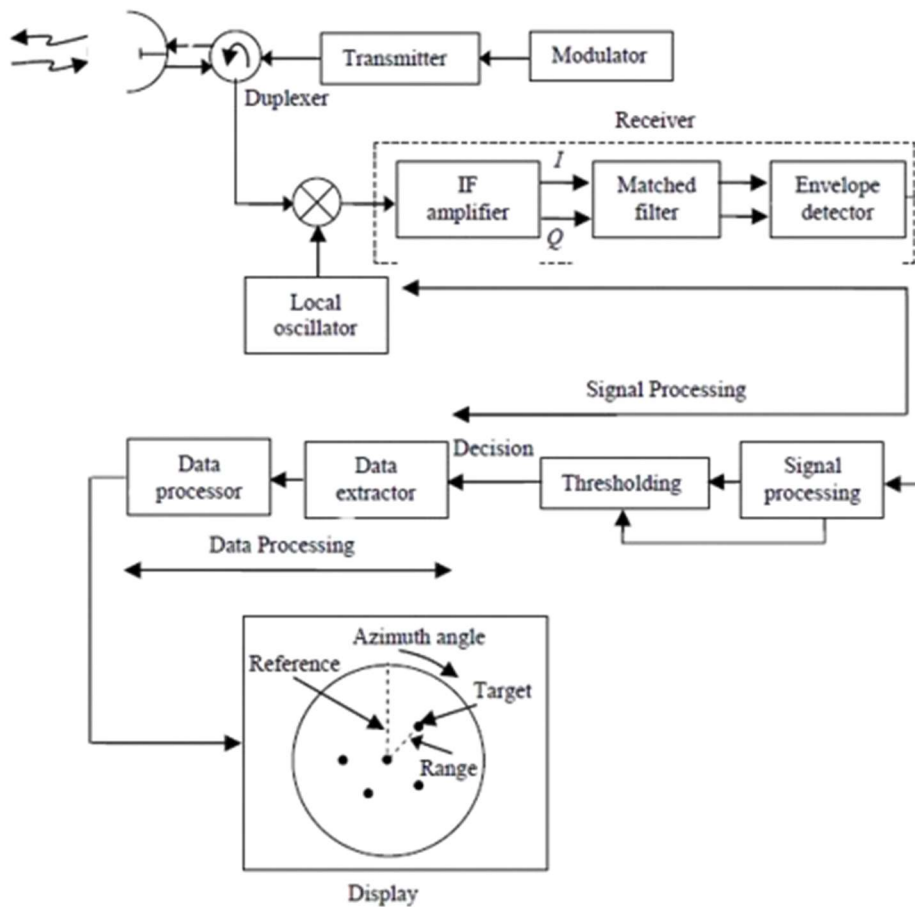 Transmitter
Modulator
Duplexer
Receiver
IF
amplifier
I
Q
Matched
filter
Envelope
detector
Local
oscillator
Signal Processing
Data
processor
Data
extractor
Decision
Thresholding
Signal
processing
Data Processing
Azimuth angle
Reference
Target
Range
Display